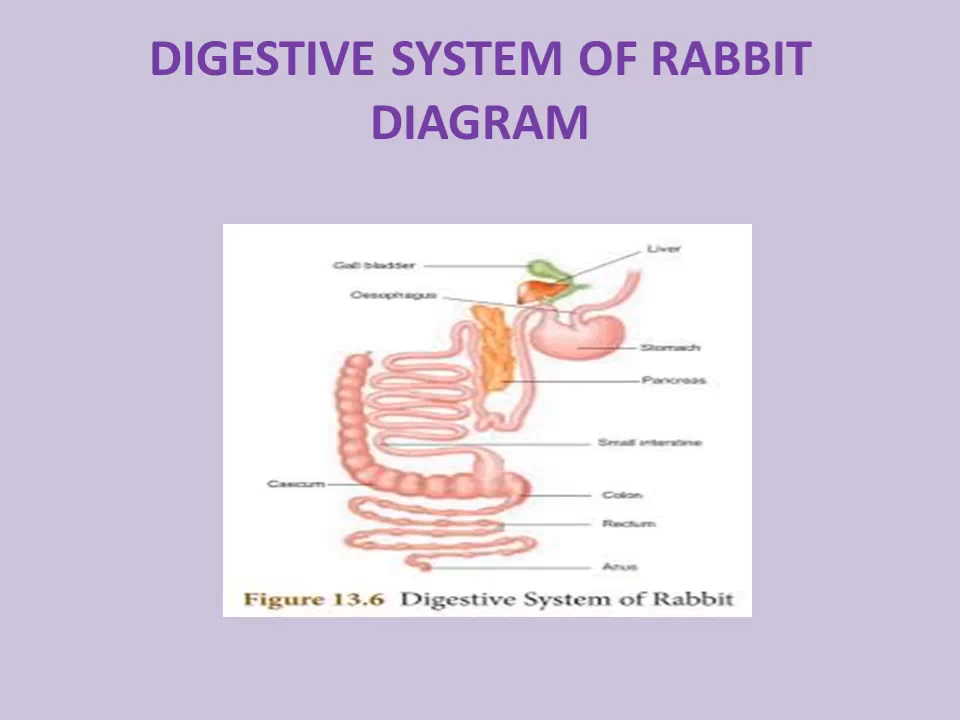 DIGESTIVE SYSTEM OF RABBIT
DIAGRAM
Liver
Gall bladder
Oesophagus
Stomach
Pancreas
Small interstine
Caecum
Colon
Rectum
Anus
Figure 13.6 Digestive System of Rabbit